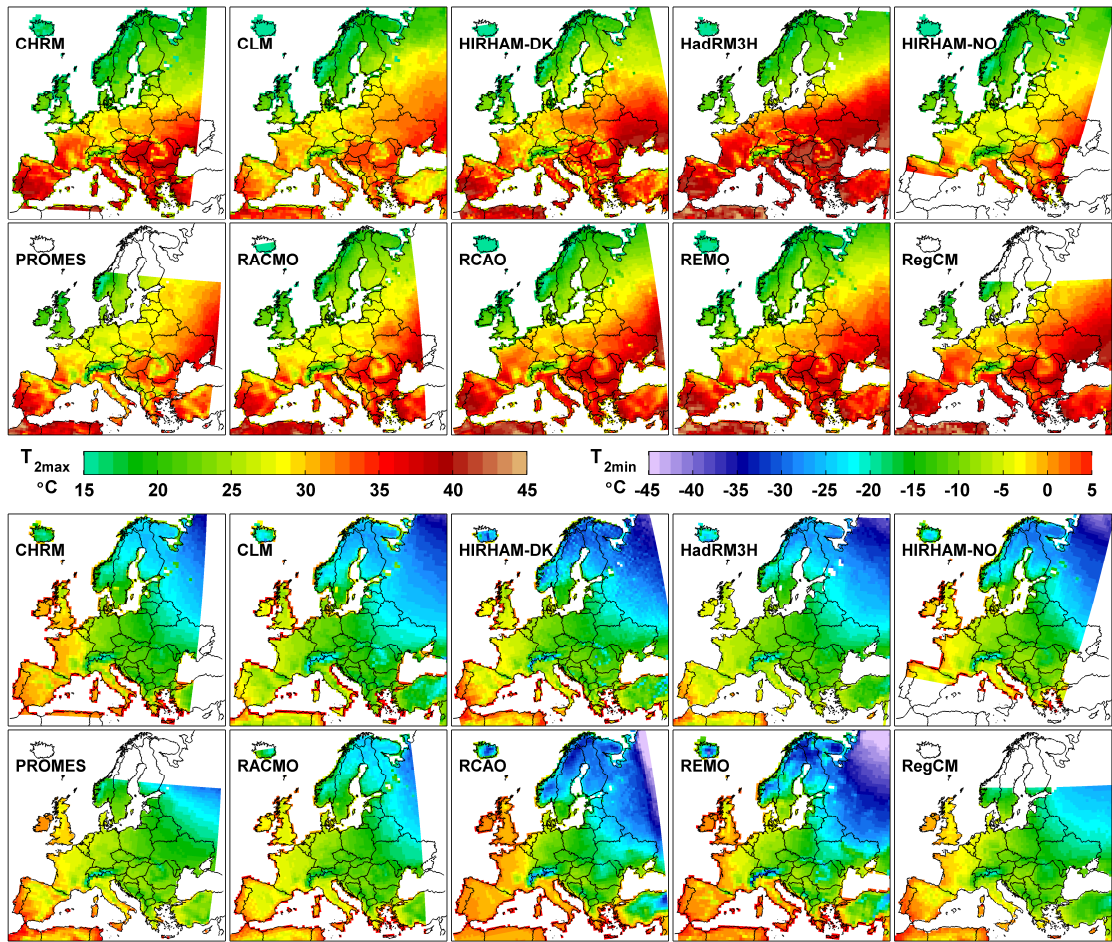 CHRM CLM HIRHAM-DK HadRM3H HIRHAM-NO
PROMES RACMO RCAO REMO RegCM
T2max
°C 15 20 25 30 35 40 45
T2min
°C -45 -40 -35 -30 -25 -20 -15 -10 -5 0 5
CHRM CLM HIRHAM-DK HadRM3H HIRHAM-NO
PROMES RACMO RCAO REMO RegCM